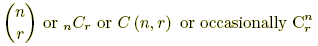 (n r) or ₙCᵣ or C (n, r) or occasionally Cᵣⁿ